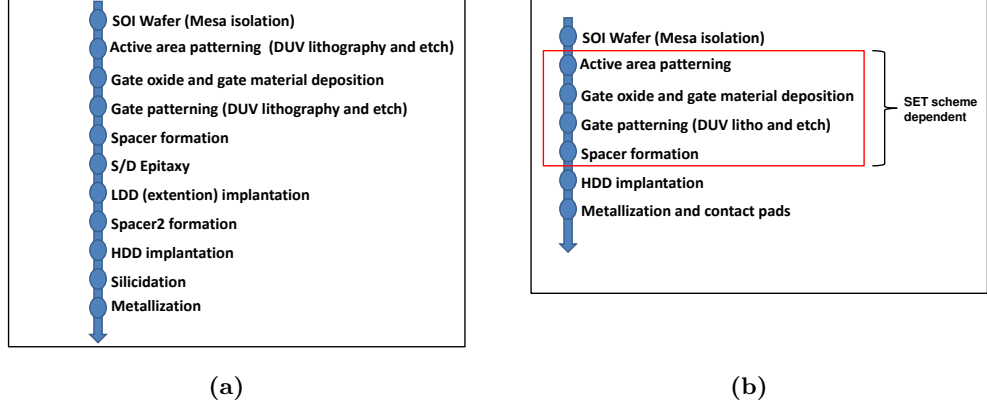 SOI Wafer (Mesa isolation)
Active area patterning (DUV lithography and etch)
Gate oxide and gate material deposition
Gate patterning (DUV lithography and etch)
Spacer formation
S/D Epitaxy
LDD (extention) implantation
Spacer2 formation
HDD implantation
Silicidation
Metallization
(a)
SOI Wafer (Mesa isolation)
Active area patterning
Gate oxide and gate material deposition
Gate patterning (DUV litho and etch)
Spacer formation
HDD implantation
Metallization and contact pads
SET scheme
dependent
(b)